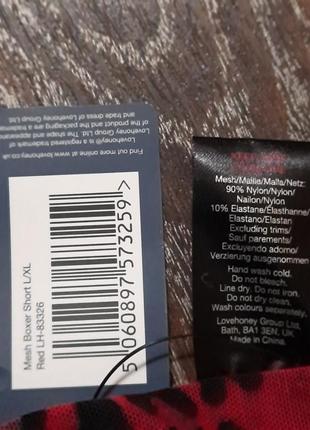 Find out more online at www.lovehoney.co.uk
Lovehoney Group Ltd.
Lovehoney® is a registered trademark of
Group Ltd. The shape and appearance
of the product and the packaging are trademarks
and trade dress of Lovehoney Group Ltd.
5 060897 573259 >
Mesh Boxer Short L/XL
Red LH-83326
Mesh/Maille/Malla/Netz:
90% Nylon/Nylon/
Nailon/Nylon
10% Elastane/Élasthanne/
Elastano/Elastan
Excluding trims/
Sauf parements/
Excluyendo adornos/
Verzierung ausgenommen
Hand wash cold.
Do not bleach.
Line dry. Do not iron.
Do not dry clean.
Wash colours separately.
Lovehoney Group Ltd,
Bath, BA1 3EN, UK.
Made in China.